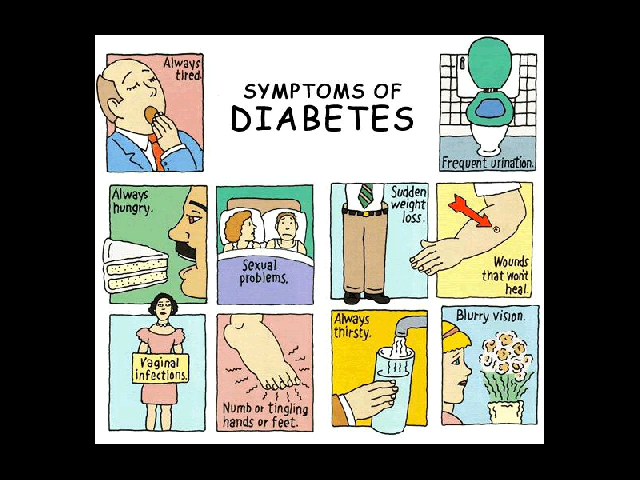 Always
tired.
SYMPTOMS OF
DIABETES
Frequent urination.
Always
hungry.
Sexual
problems.
Sudden
weight
loss.
Wounds
that won't
heal.
Vaginal
infections.
Numb or tingling
hands or feet.
Always
thirsty.
Blurry vision.